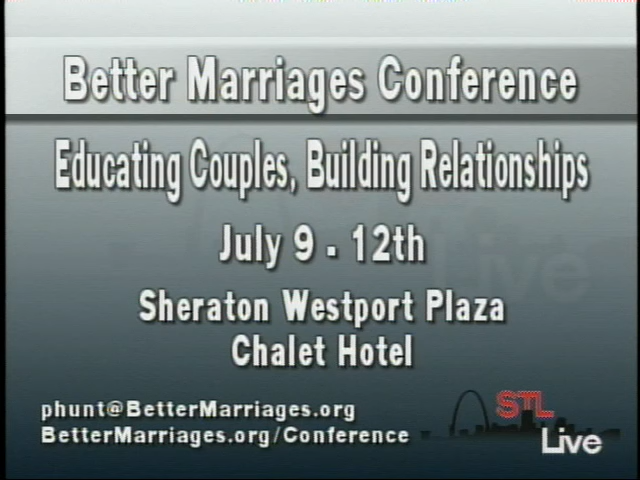 Better Marriages Conference
Educating Couples, Building Relationships
July 9 - 12th
Sheraton Westport Plaza
Chalet Hotel
phunt@BetterMarriages.org
BetterMarriages.org/Conference
STL
Live
Live